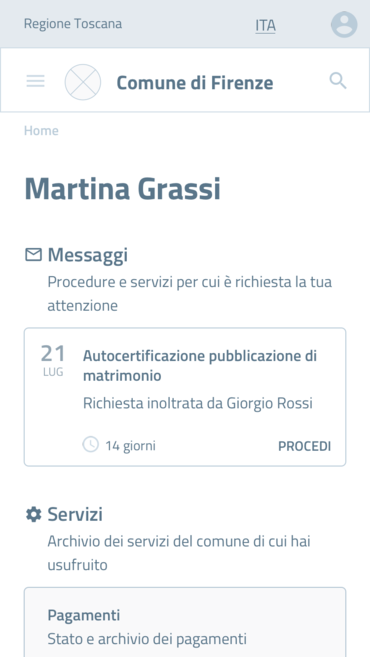 Regione Toscana
ITA
Comune di Firenze
Home
Martina Grassi
Messaggi
Procedure e servizi per cui è richiesta la tua
attenzione
21
LUG
Autocertificazione pubblicazione di
matrimonio
Richiesta inoltrata da Giorgio Rossi
14 giorni
PROCEDI
Servizi
Archivio dei servizi del comune di cui hai
usufruito
Pagamenti
Stato e archivio dei pagamenti